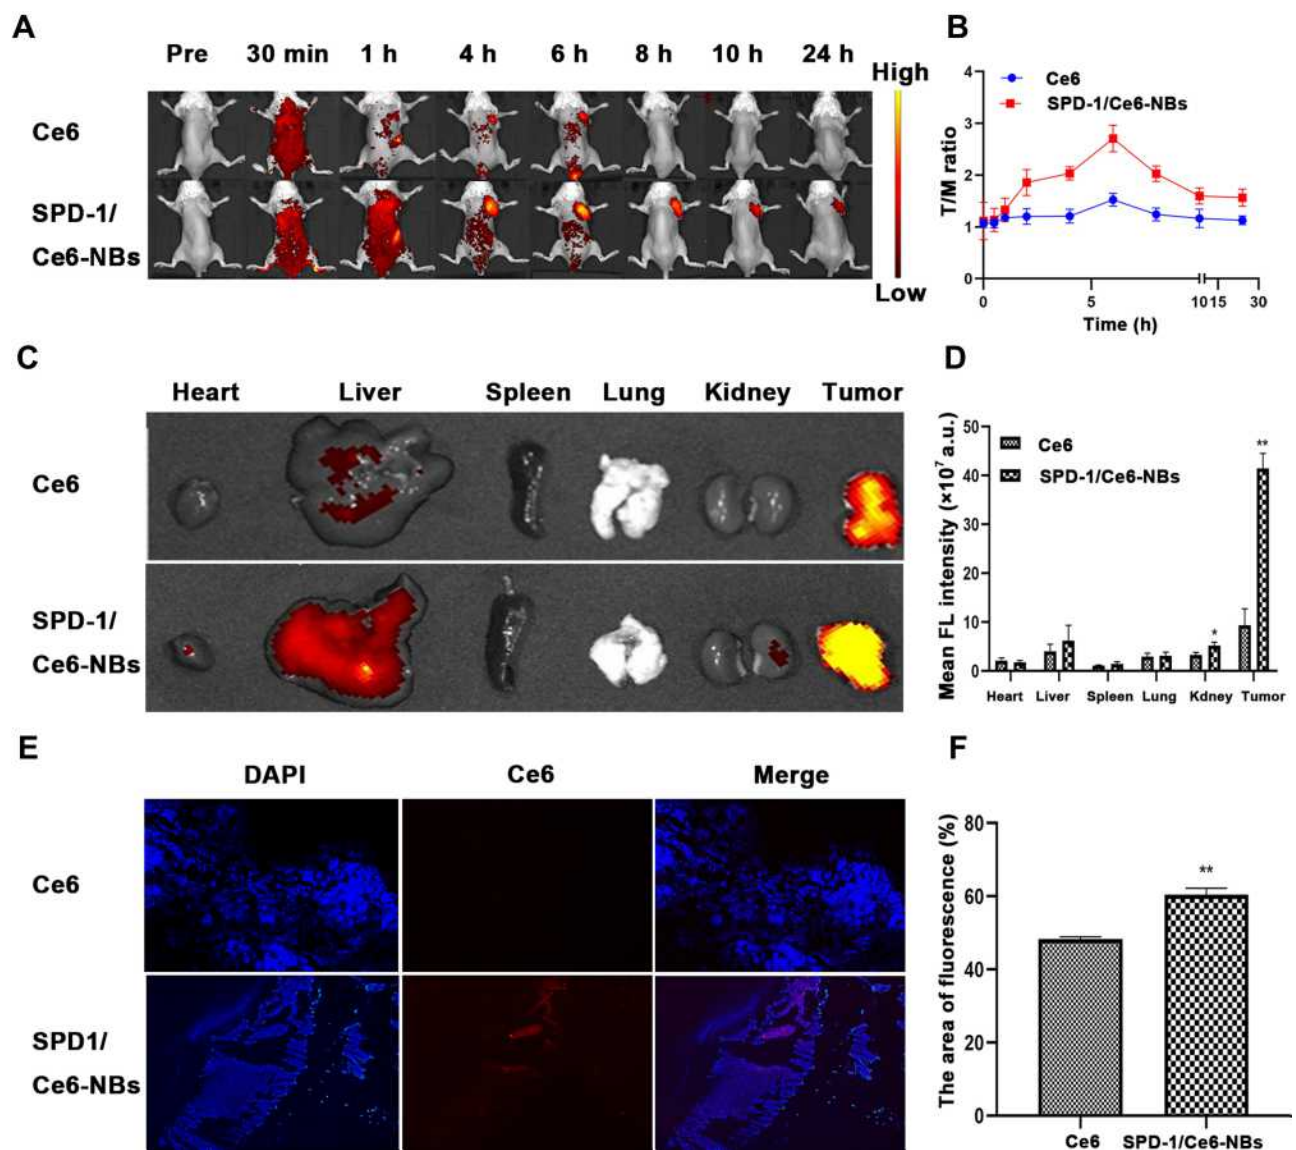 A
Pre 30 min 1 h 4 h 6 h 8 h 10 h 24 h
Ce6
SPD-1/
Ce6-NBs
High
Low
B
Ce6
SPD-1/Ce6-NBs
T/M ratio
4
3
2
1
0
0 5 10 15 30
Time (h)
C
Heart Liver Spleen Lung Kidney Tumor
Ce6
SPD-1/
Ce6-NBs
D
Ce6
SPD-1/Ce6-NBs
Mean FL intensity (×10⁷ a.u.)
50
40
30
20
10
0
**
*
Heart Liver Spleen Lung Kdney Tumor
E
DAPI Ce6 Merge
Ce6
SPD1/
Ce6-NBs
F
The area of fluorescence (%)
80
60
40
20
0
**
Ce6 SPD-1/Ce6-NBs